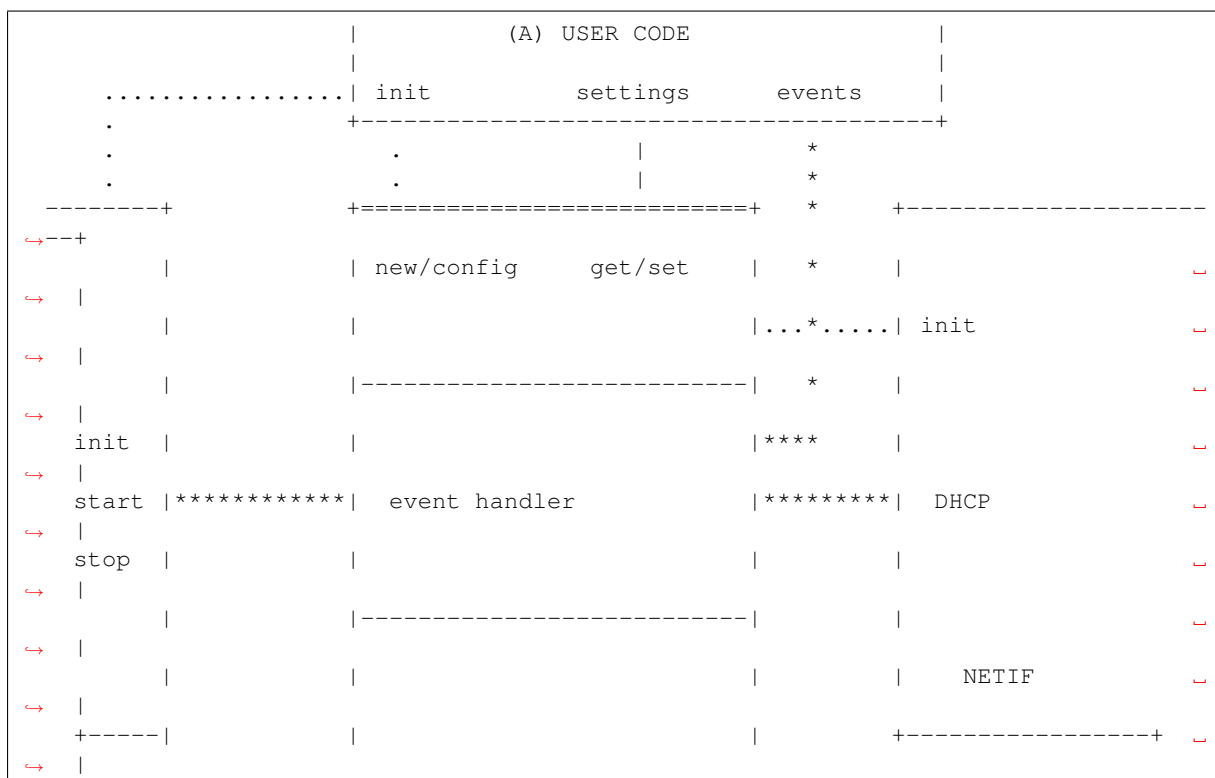 |          (A) USER CODE                 |
                       |                                        |
      .................| init          settings      events     |
      .                +----------------------------------------+
      .                   .                |           *
      .                   .                |           *
  --------+            +===========================+   *     +---------------------
↪--+
          |            | new/config     get/set    |   *     |                    ␣
↪  |
          |            |                           |...*.....| init               ␣
↪  |
          |            |---------------------------|   *     |                    ␣
↪  |
    init  |            |                           |****     |                    ␣
↪  |
    start |************|  event handler            |*********|  DHCP              ␣
↪  |
    stop  |            |                           |         |                    ␣
↪  |
          |            |---------------------------|         |                    ␣
↪  |
          |            |                           |         |    NETIF           ␣
↪  |
    +-----|            |                           |         +-----------------+  ␣
↪  |